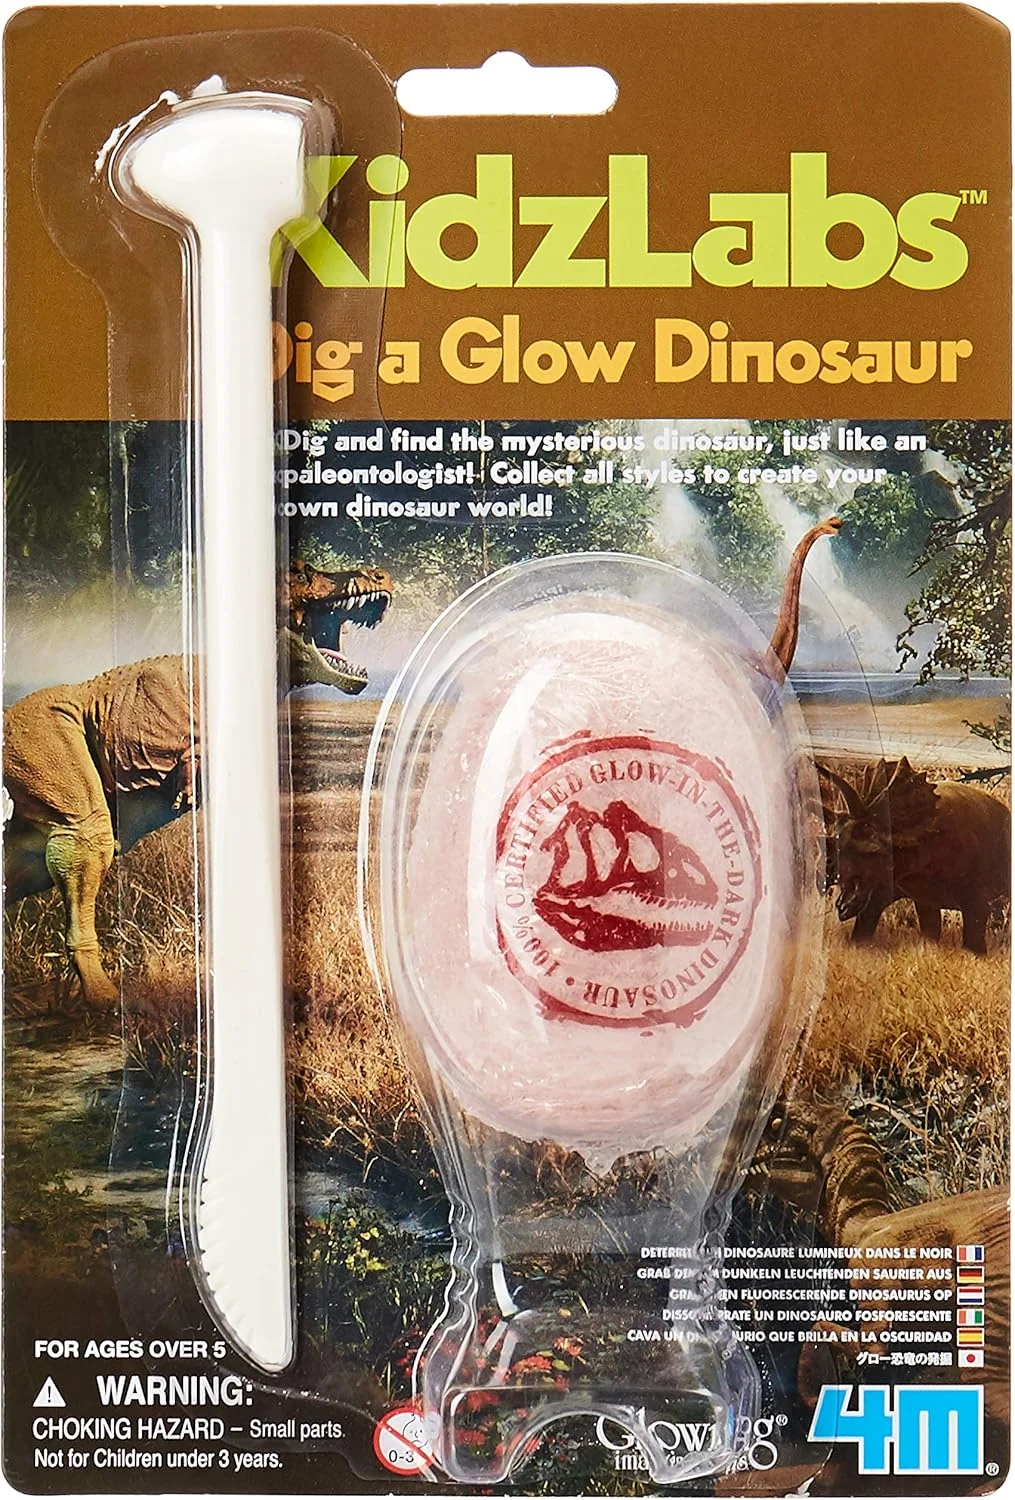 KidzLabs™
Dig a Glow Dinosaur
Dig and find the mysterious dinosaur, just like an
paleontologist! Collect all styles to create your
own dinosaur world!
100% CERTIFIED GLOW-IN-THE-DARK DINOSAUR •
DINOSAURE LUMINEUX DANS LE NOIR
DUNKELN LEUCHTENDEN SAURIER AUS
FLUORESCERENDE DINOSAURUS OP
UN DINOSAURO FOSFORESCENTE
CAVA UN QUE BRILLA EN LA OSCURIDAD
グロー恐竜の発掘
FOR AGES OVER 5
WARNING:
CHOKING HAZARD – Small parts.
Not for Children under 3 years.
0-3
4M®